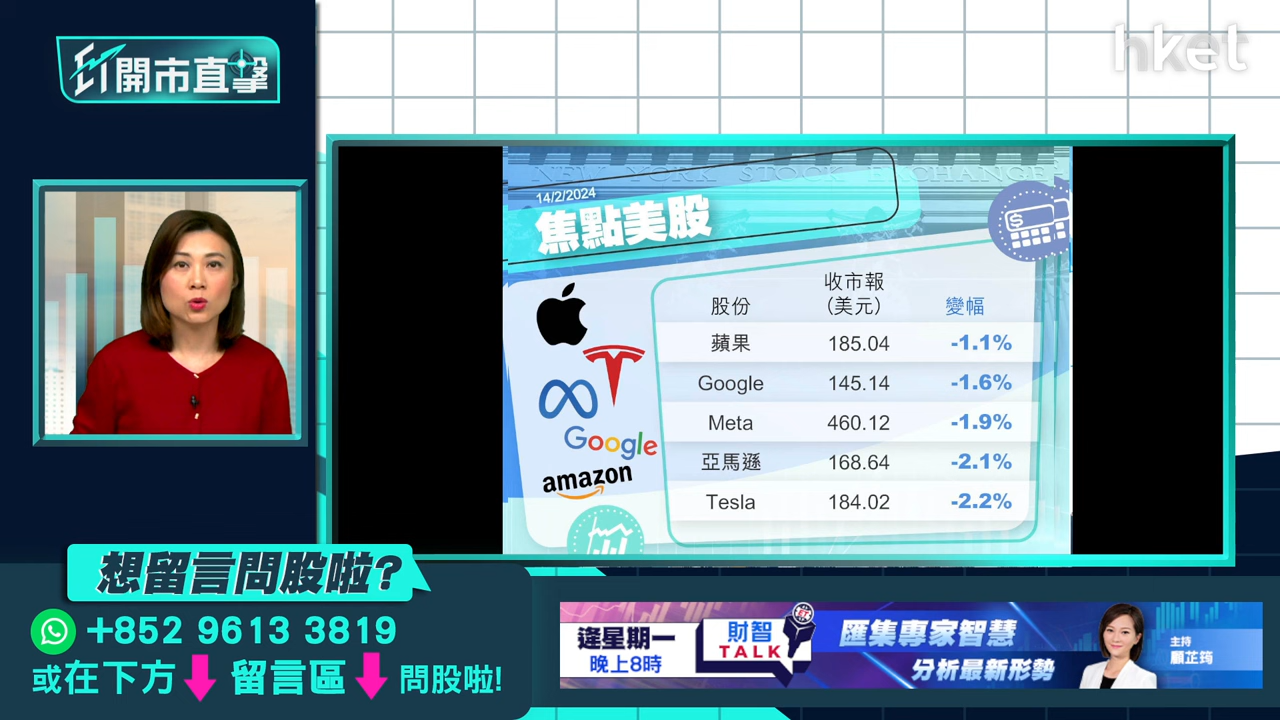 ET開市直擊
hket
NEW YORK STOCK EXCHANGE
14/2/2024
焦點美股
股份 收市報(美元) 變幅
蘋果 185.04 -1.1%
Google 145.14 -1.6%
Meta 460.12 -1.9%
亞馬遜 168.64 -2.1%
Tesla 184.02 -2.2%
Google
amazon
$
想留言問股啦?
+852 9613 3819
或在下方 留言區 問股啦!
逢星期一
晚上8時
財智
TALK
匯集專家智慧
分析最新形勢
主持
顧芷筠